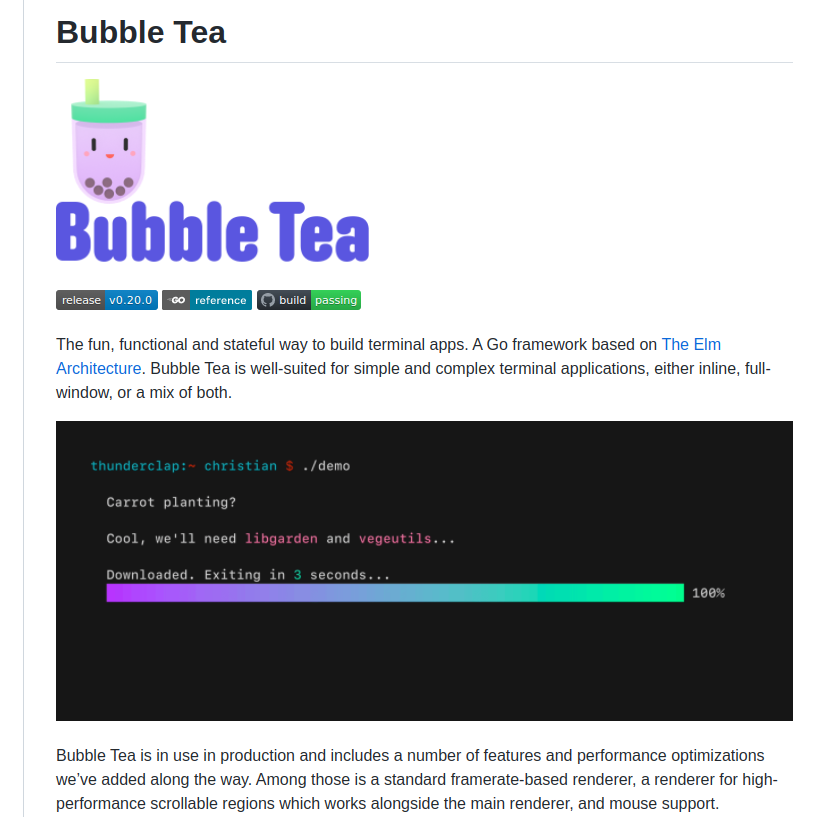 Bubble Tea
Bubble Tea
release v0.20.0 GO reference build passing
The fun, functional and stateful way to build terminal apps. A Go framework based on The Elm
Architecture. Bubble Tea is well-suited for simple and complex terminal applications, either inline, full-
window, or a mix of both.
thunderclap:~ christian $ ./demo
Carrot planting?
Cool, we'll need libgarden and vegeutils...
Downloaded. Exiting in 3 seconds...
100%
Bubble Tea is in use in production and includes a number of features and performance optimizations
we’ve added along the way. Among those is a standard framerate-based renderer, a renderer for high-
performance scrollable regions which works alongside the main renderer, and mouse support.